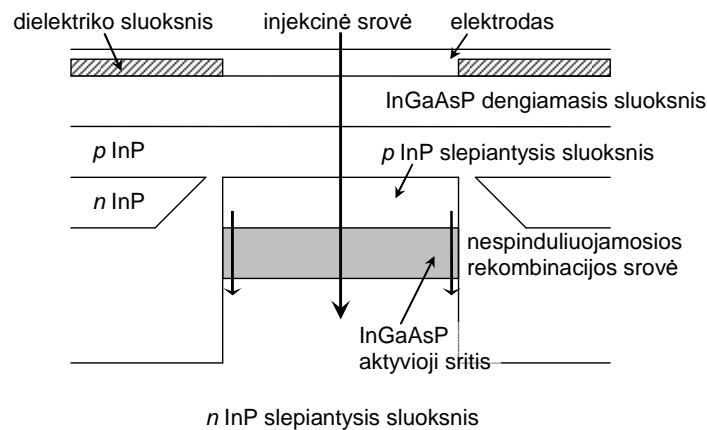 dielektriko sluoksnis
injekcinė srovė
elektrodas
InGaAsP dengiamasis sluoksnis
p InP
p InP slepiantysis sluoksnis
n InP
nespinduliuojamosios
rekombinacijos srovė
InGaAsP
aktyvioji sritis
n InP slepiantysis sluoksnis